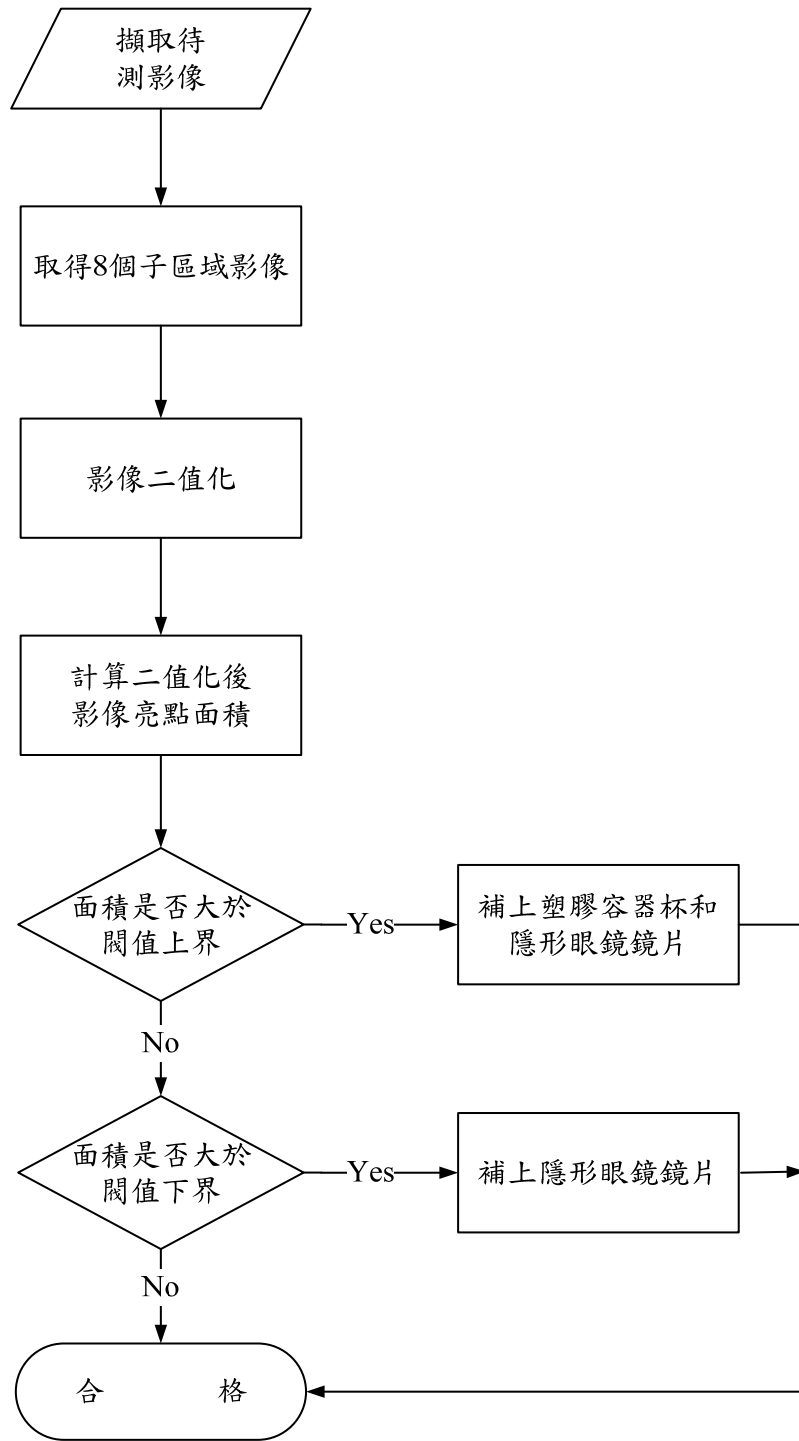 擷取待
測影像
取得8個子區域影像
影像二值化
計算二值化後
影像亮點面積
面積是否大於
閥值上界
Yes
補上塑膠容器杯和
隱形眼鏡鏡片
No
面積是否大於
閥值下界
Yes
補上隱形眼鏡鏡片
No
合 格